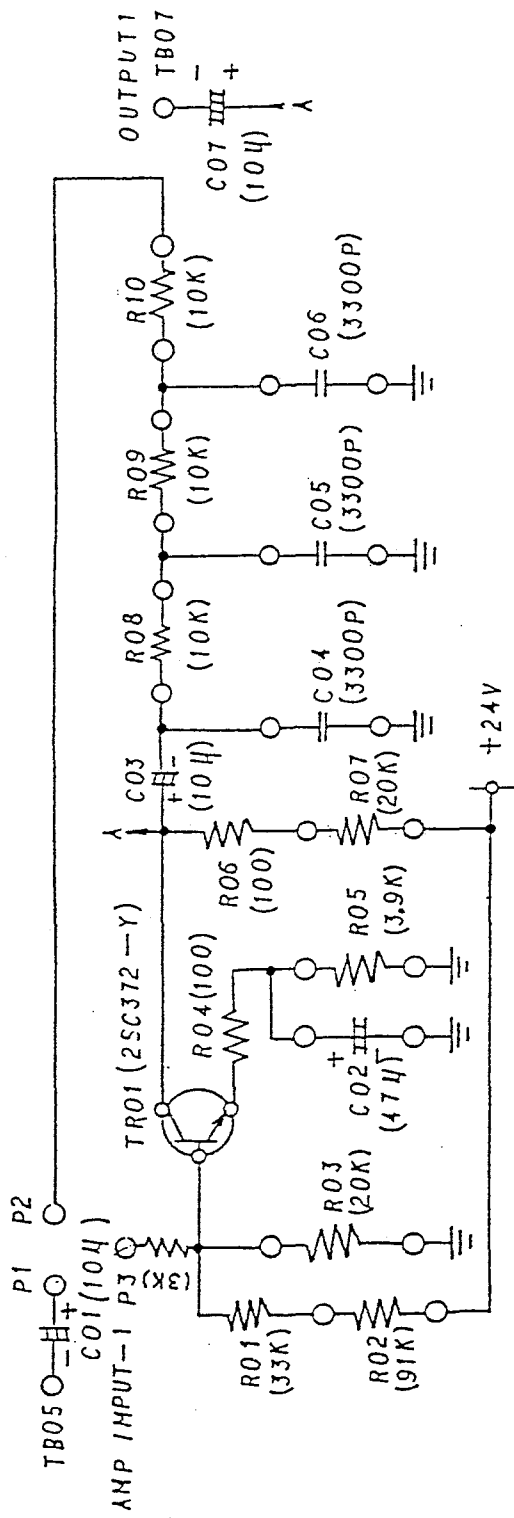 P1
P2
TB05
C01(10µ)
AMP IMPUT-1
P3
(3K)
R01
(33K)
R02
(91K)
R03
(20K)
TR01(2SC372-Y)
R04(100)
C02
(47µ)
R05
(3.9K)
R06
(100)
R07
(20K)
+24V
C03
(10µ)
A
C04
(3300P)
R08
(10K)
C05
(3300P)
R09
(10K)
C06
(3300P)
R10
(10K)
OUTPUT1
TB07
C07
(10µ)
A